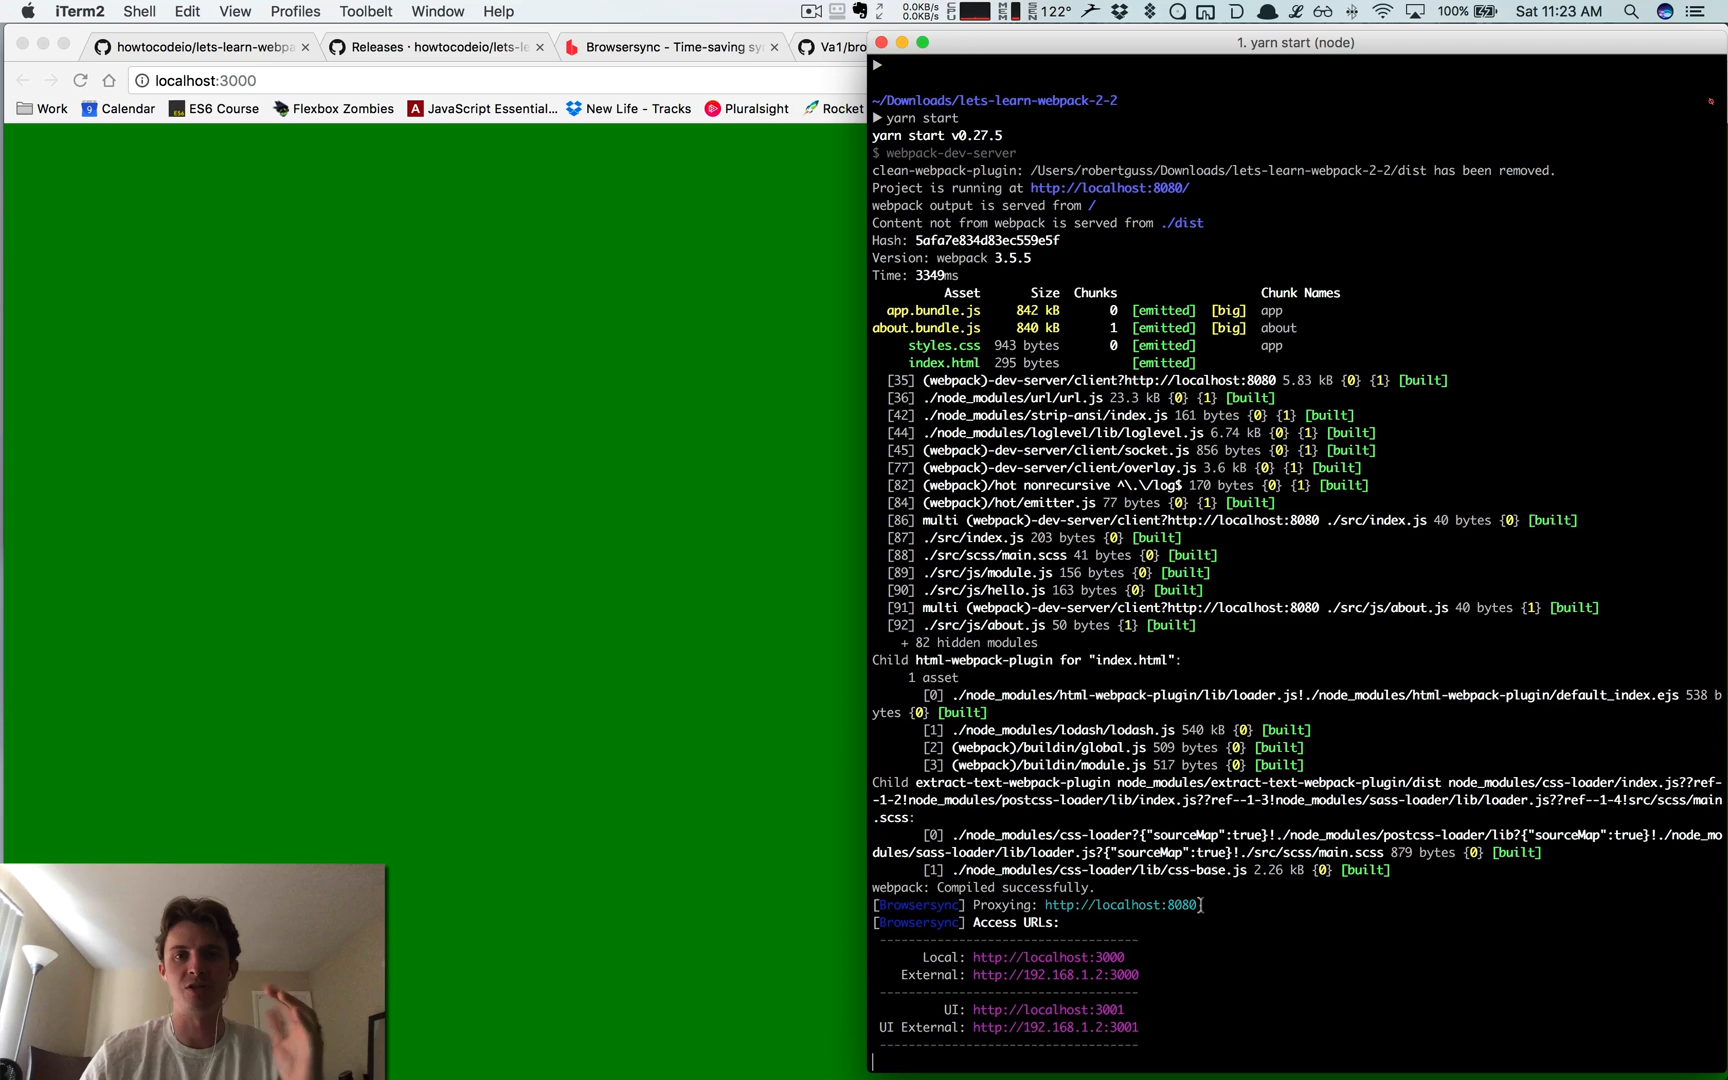 iTerm2 Shell Edit View Profiles Toolbelt Window Help
0.0KB/s
0.0KB/s
122° 100% Sat 11:23 AM
howtocodeio/lets-learn-webpa
Releases · howtocodeio/lets-le
Browsersync - Time-saving sy
Va1/bro
localhost:3000
Work Calendar ES6 Course Flexbox Zombies JavaScript Essential... New Life - Tracks Pluralsight Rocket
1. yarn start (node)
~/Downloads/lets-learn-webpack-2-2
yarn start
yarn start v0.27.5
$ webpack-dev-server
clean-webpack-plugin: /Users/robertguss/Downloads/lets-learn-webpack-2-2/dist has been removed.
Project is running at http://localhost:8080/
webpack output is served from /
Content not from webpack is served from ./dist
Hash: 5afa7e834d83ec559e5f
Version: webpack 3.5.5
Time: 3349ms
Asset Size Chunks Chunk Names
app.bundle.js 842 kB 0 [emitted] [big] app
about.bundle.js 840 kB 1 [emitted] [big] about
styles.css 943 bytes 0 [emitted] app
index.html 295 bytes [emitted]
[35] (webpack)-dev-server/client?http://localhost:8080 5.83 kB {0} {1} [built]
[36] ./node_modules/url/url.js 23.3 kB {0} {1} [built]
[42] ./node_modules/strip-ansi/index.js 161 bytes {0} {1} [built]
[44] ./node_modules/loglevel/lib/loglevel.js 6.74 kB {0} {1} [built]
[45] (webpack)-dev-server/client/socket.js 856 bytes {0} {1} [built]
[77] (webpack)-dev-server/client/overlay.js 3.6 kB {0} {1} [built]
[82] (webpack)/hot nonrecursive ^\.\/log$ 170 bytes {0} {1} [built]
[84] (webpack)/hot/emitter.js 77 bytes {0} {1} [built]
[86] multi (webpack)-dev-server/client?http://localhost:8080 ./src/index.js 40 bytes {0} [built]
[87] ./src/index.js 203 bytes {0} [built]
[88] ./src/scss/main.scss 41 bytes {0} [built]
[89] ./src/js/module.js 156 bytes {0} [built]
[90] ./src/js/hello.js 163 bytes {0} [built]
[91] multi (webpack)-dev-server/client?http://localhost:8080 ./src/js/about.js 40 bytes {1} [built]
[92] ./src/js/about.js 50 bytes {1} [built]
+ 82 hidden modules
Child html-webpack-plugin for "index.html":
1 asset
[0] ./node_modules/html-webpack-plugin/lib/loader.js!./node_modules/html-webpack-plugin/default_index.ejs 538 b
ytes {0} [built]
[1] ./node_modules/lodash/lodash.js 540 kB {0} [built]
[2] (webpack)/buildin/global.js 509 bytes {0} [built]
[3] (webpack)/buildin/module.js 517 bytes {0} [built]
Child extract-text-webpack-plugin node_modules/extract-text-webpack-plugin/dist node_modules/css-loader/index.js??ref-
-1-2!node_modules/postcss-loader/lib/index.js??ref--1-3!node_modules/sass-loader/lib/loader.js??ref--1-4!src/scss/main
.scss:
[0] ./node_modules/css-loader?{"sourceMap":true}!./node_modules/postcss-loader/lib?{"sourceMap":true}!./node_mo
dules/sass-loader/lib/loader.js?{"sourceMap":true}!./src/scss/main.scss 879 bytes {0} [built]
[1] ./node_modules/css-loader/lib/css-base.js 2.26 kB {0} [built]
webpack: Compiled successfully.
[Browsersync] Proxying: http://localhost:8080
[Browsersync] Access URLs:
-------------------------------------
Local: http://localhost:3000
External: http://192.168.1.2:3000
-------------------------------------
UI: http://localhost:3001
UI External: http://192.168.1.2:3001
-------------------------------------